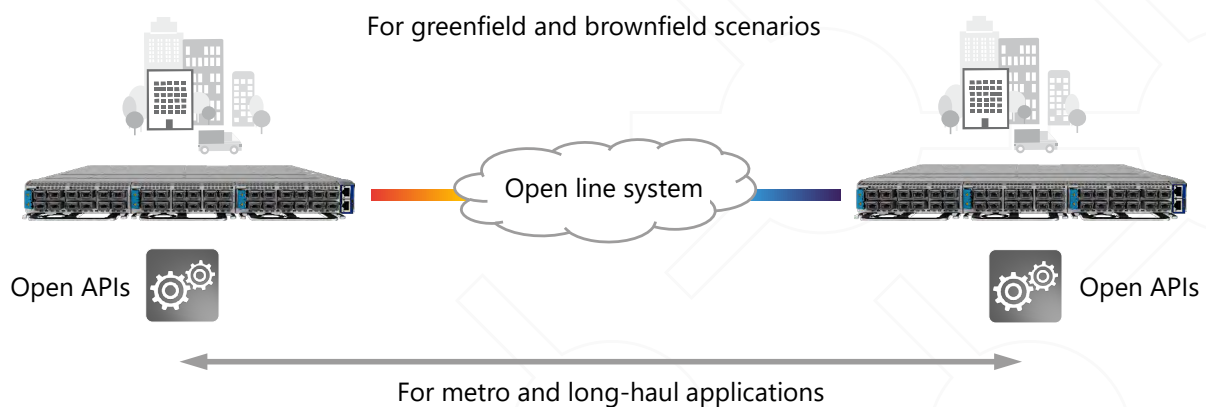 For greenfield and brownfield scenarios
Open line system
Open APIs
Open APIs
For metro and long-haul applications